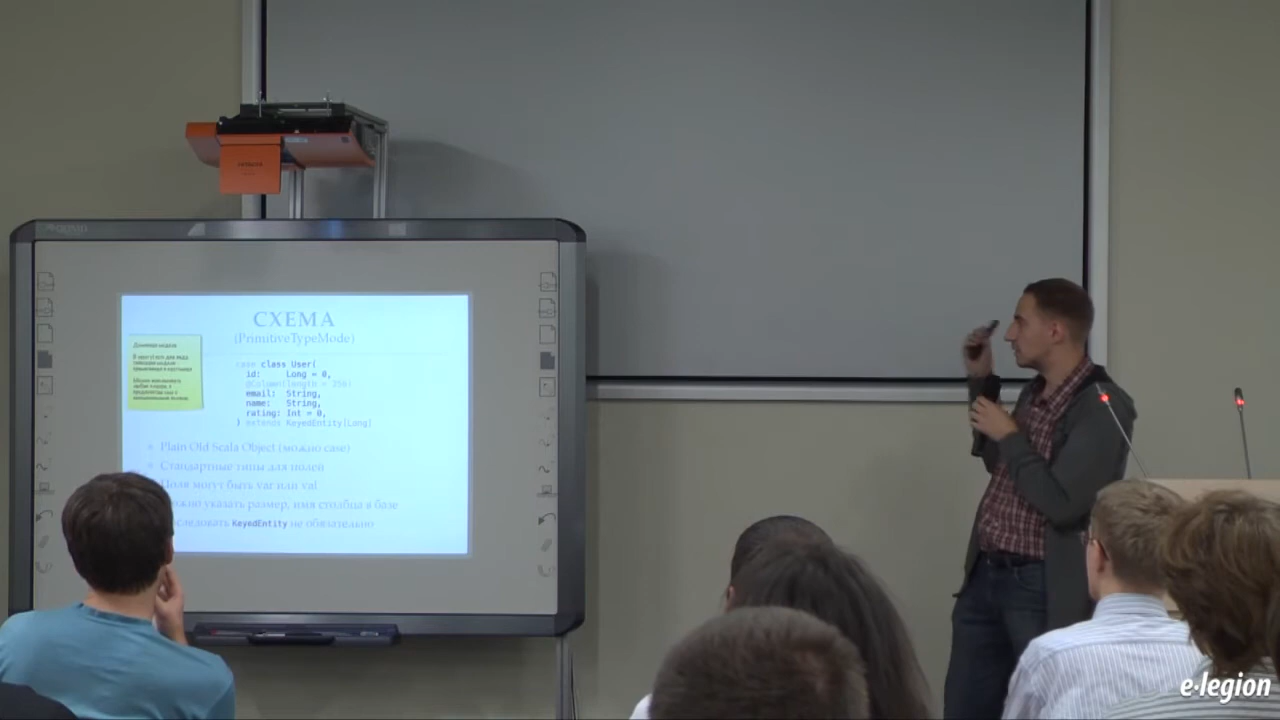 СХЕМА
(PrimitiveTypeMode)
case class User(
id: Long = 0,
@Column(length = 256)
email: String,
name: String,
rating: Int = 0,
) extends KeyedEntity[Long]
Plain Old Scala Object (можно case)
Стандартные типы для полей
Поля могут быть var или val
можно указать размер, имя столбца в базе
наследовать KeyedEntity не обязательно
e-legion